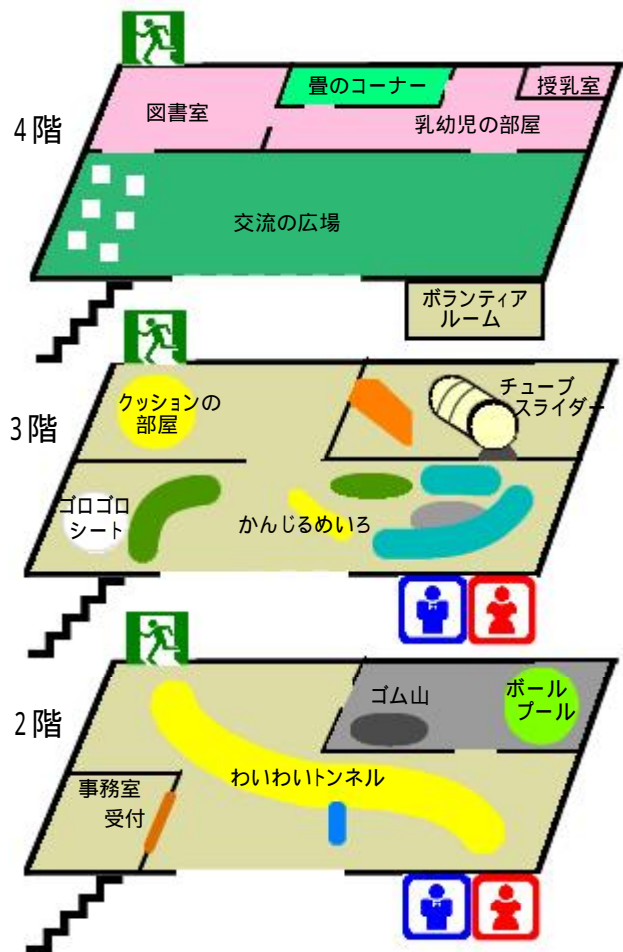 4階
図書室
畳のコーナー
授乳室
乳幼児の部屋
交流の広場
ボランティア
ルーム
3階
クッションの
部屋
チューブ
スライダー
ゴロゴロ
シート
かんじるめいろ
2階
ゴム山
ボール
プール
わいわいトンネル
事務室
受付